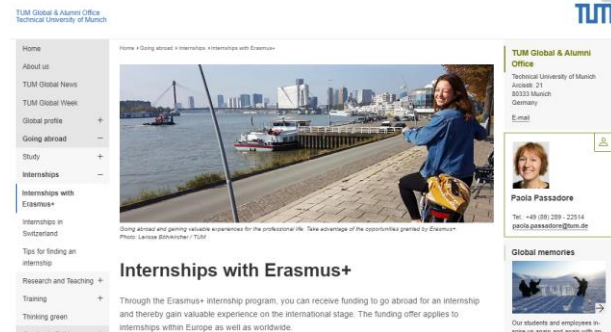 TUM Global & Alumni Office
Technical University of Munich
TUM
Home
About us
TUM Global News
TUM Global Week
Global profile +
Going abroad −
Study +
Internships −
Internships with
Erasmus+
Internships in
Switzerland
Tips for finding an
internship
Research and Teaching +
Training +
Thinking green
Home › Going abroad › Internships › Internships with Erasmus+
Going abroad and gaining valuable experiences for the professional life. Take advantage of the opportunities granted by Erasmus+.
Photo: Larissa Böhlkircher / TUM
Internships with Erasmus+
Through the Erasmus+ internship program, you can receive funding to go abroad for an internship
and thereby gain valuable experience on the international stage. The funding offer applies to
internships within Europe as well as worldwide.
TUM Global & Alumni
Office
Technical University of Munich
Arcisstr. 21
80333 Munich
Germany
E-mail
Paola Passadore
Tel. +49 (89) 289 - 22514
paola.passadore@tum.de
Global memories
Our students and employees in-